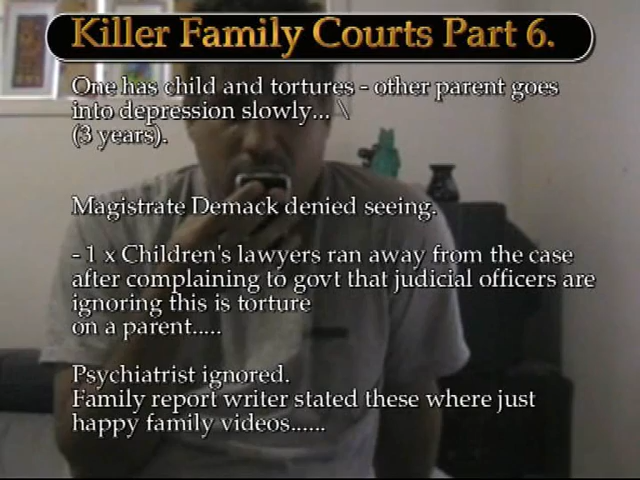 Killer Family Courts Part 6.
One has child and tortures - other parent goes
into depression slowly... \
(3 years).
Magistrate Demack denied seeing.
- 1 x Children's lawyers ran away from the case
after complaining to govt that judicial officers are
ignoring this is torture
on a parent.....
Psychiatrist ignored.
Family report writer stated these where just
happy family videos......